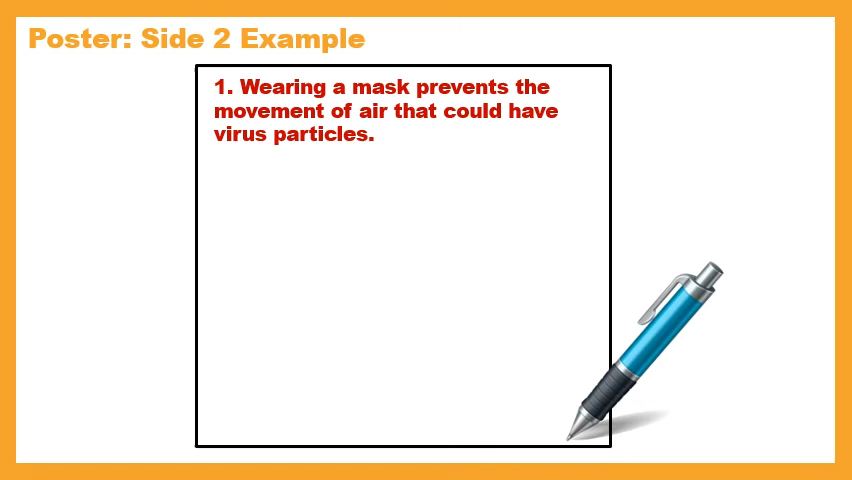 Poster: Side 2 Example
1. Wearing a mask prevents the
movement of air that could have
virus particles.